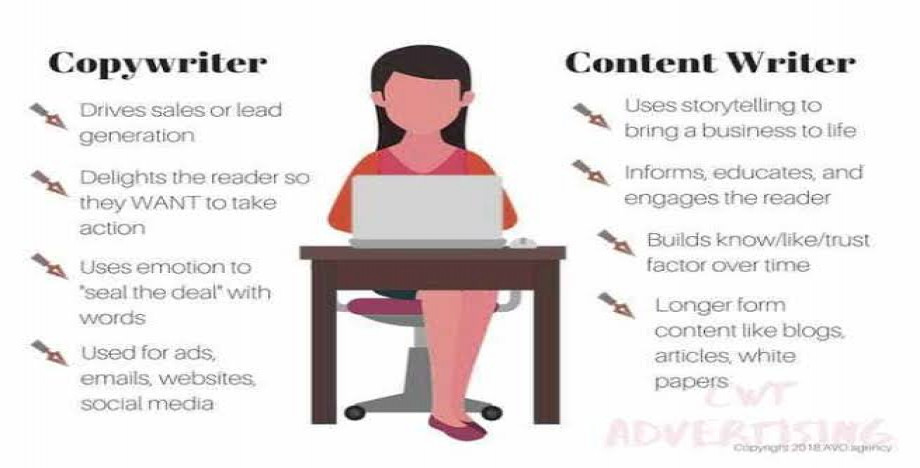 Copywriter
Drives sales or lead
generation
Delights the reader so
they WANT to take
action
Uses emotion to
"seal the deal" with
words
Used for ads,
emails, websites,
social media
Content Writer
Uses storytelling to
bring a business to life
Informs, educates, and
engages the reader
Builds know/like/trust
factor over time
Longer form
content like blogs,
articles, white
papers
CWT
ADVERTISING
Copyright 2018 AVO.agency